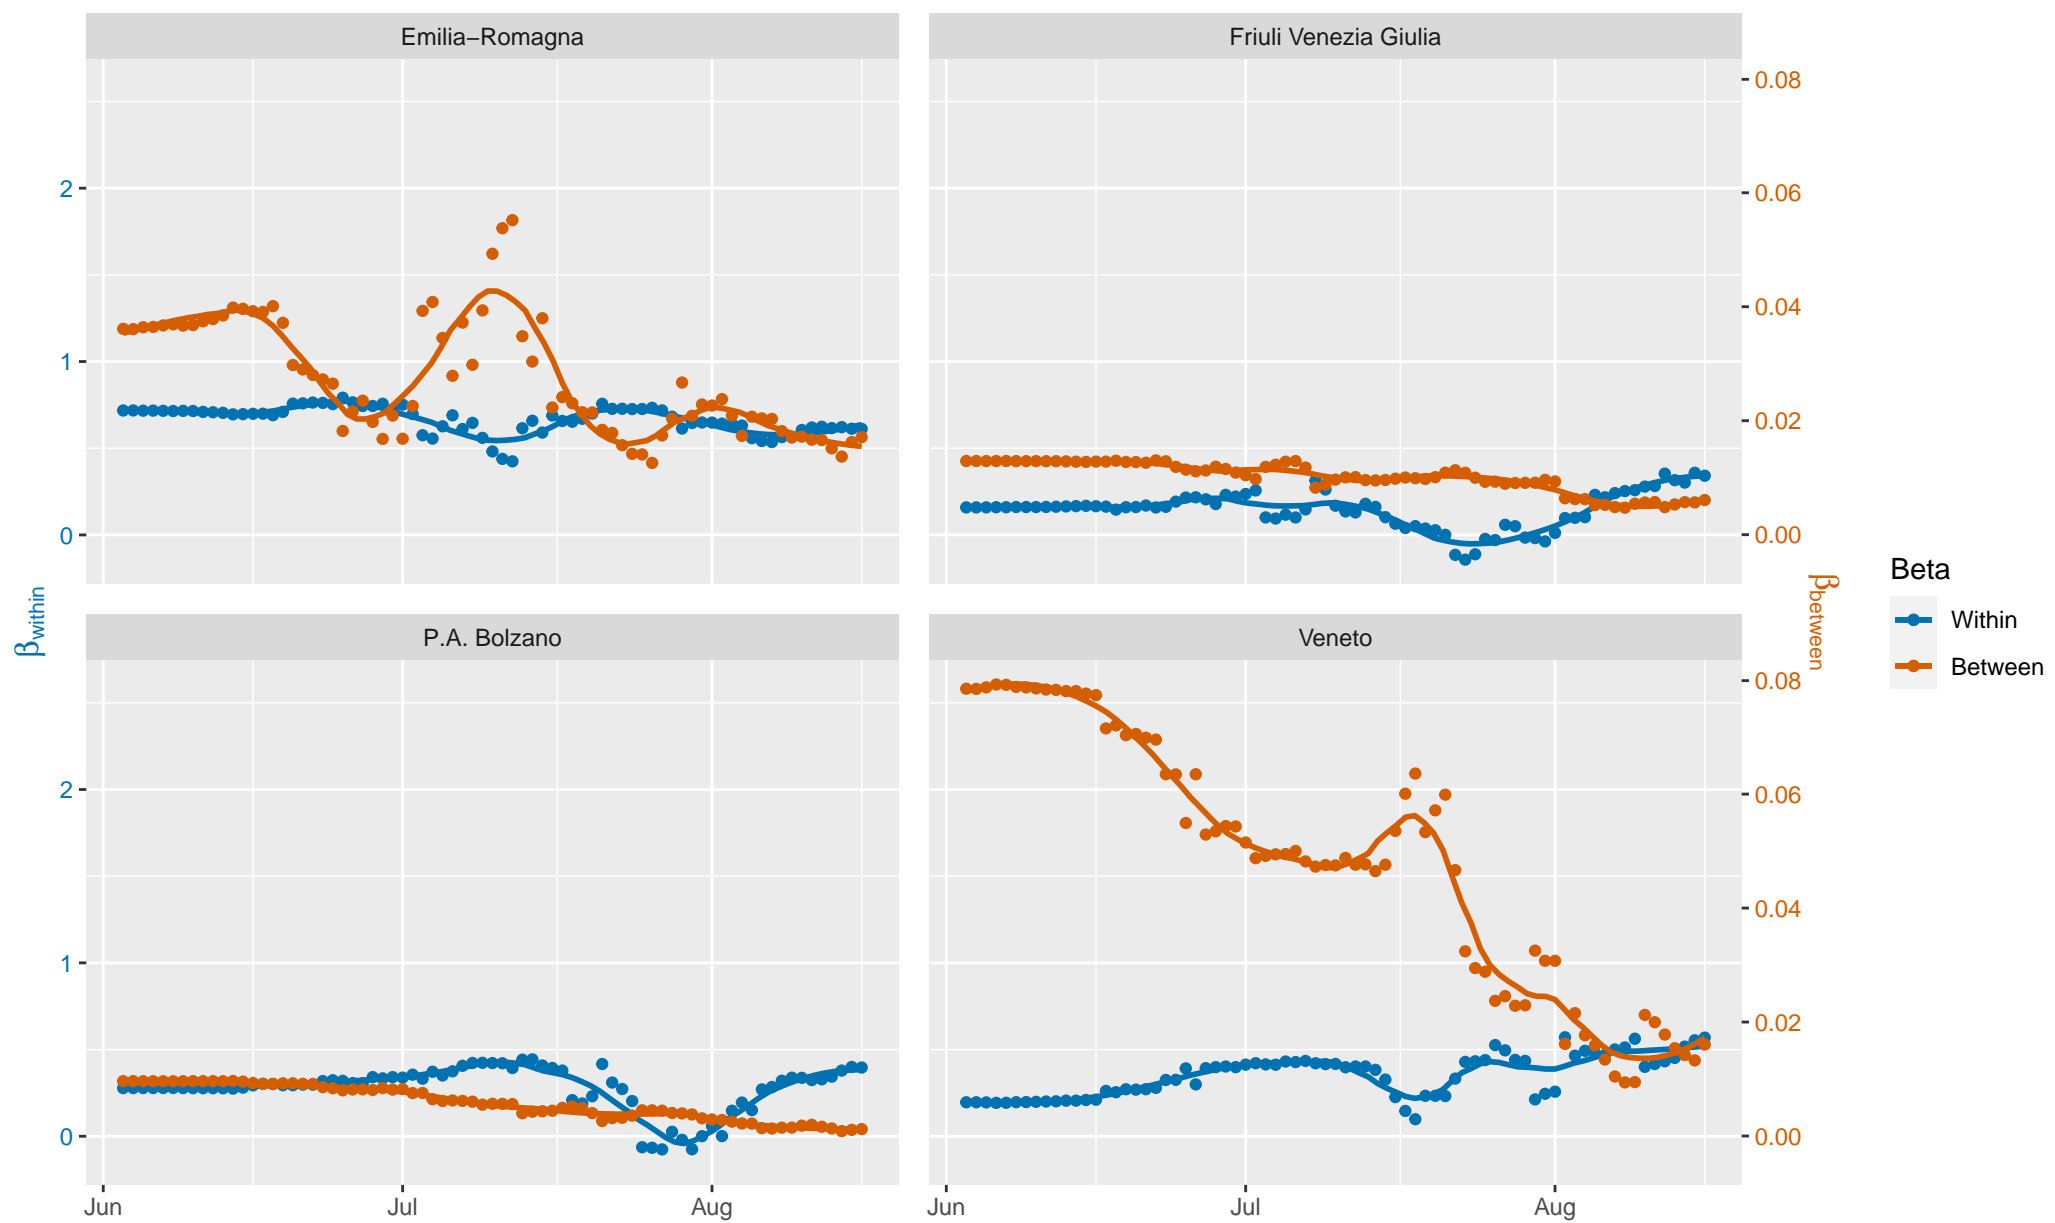 Emilia−Romagna
Friuli Venezia Giulia
0.08
0.06
0.04
0.02
0.00
2
1
0
P.A. Bolzano
Veneto
0.08
0.06
0.04
0.02
0.00
2
1
0
Jun Jul Aug
Jun Jul Aug
βwithin
βbetween
Beta
Within
Between